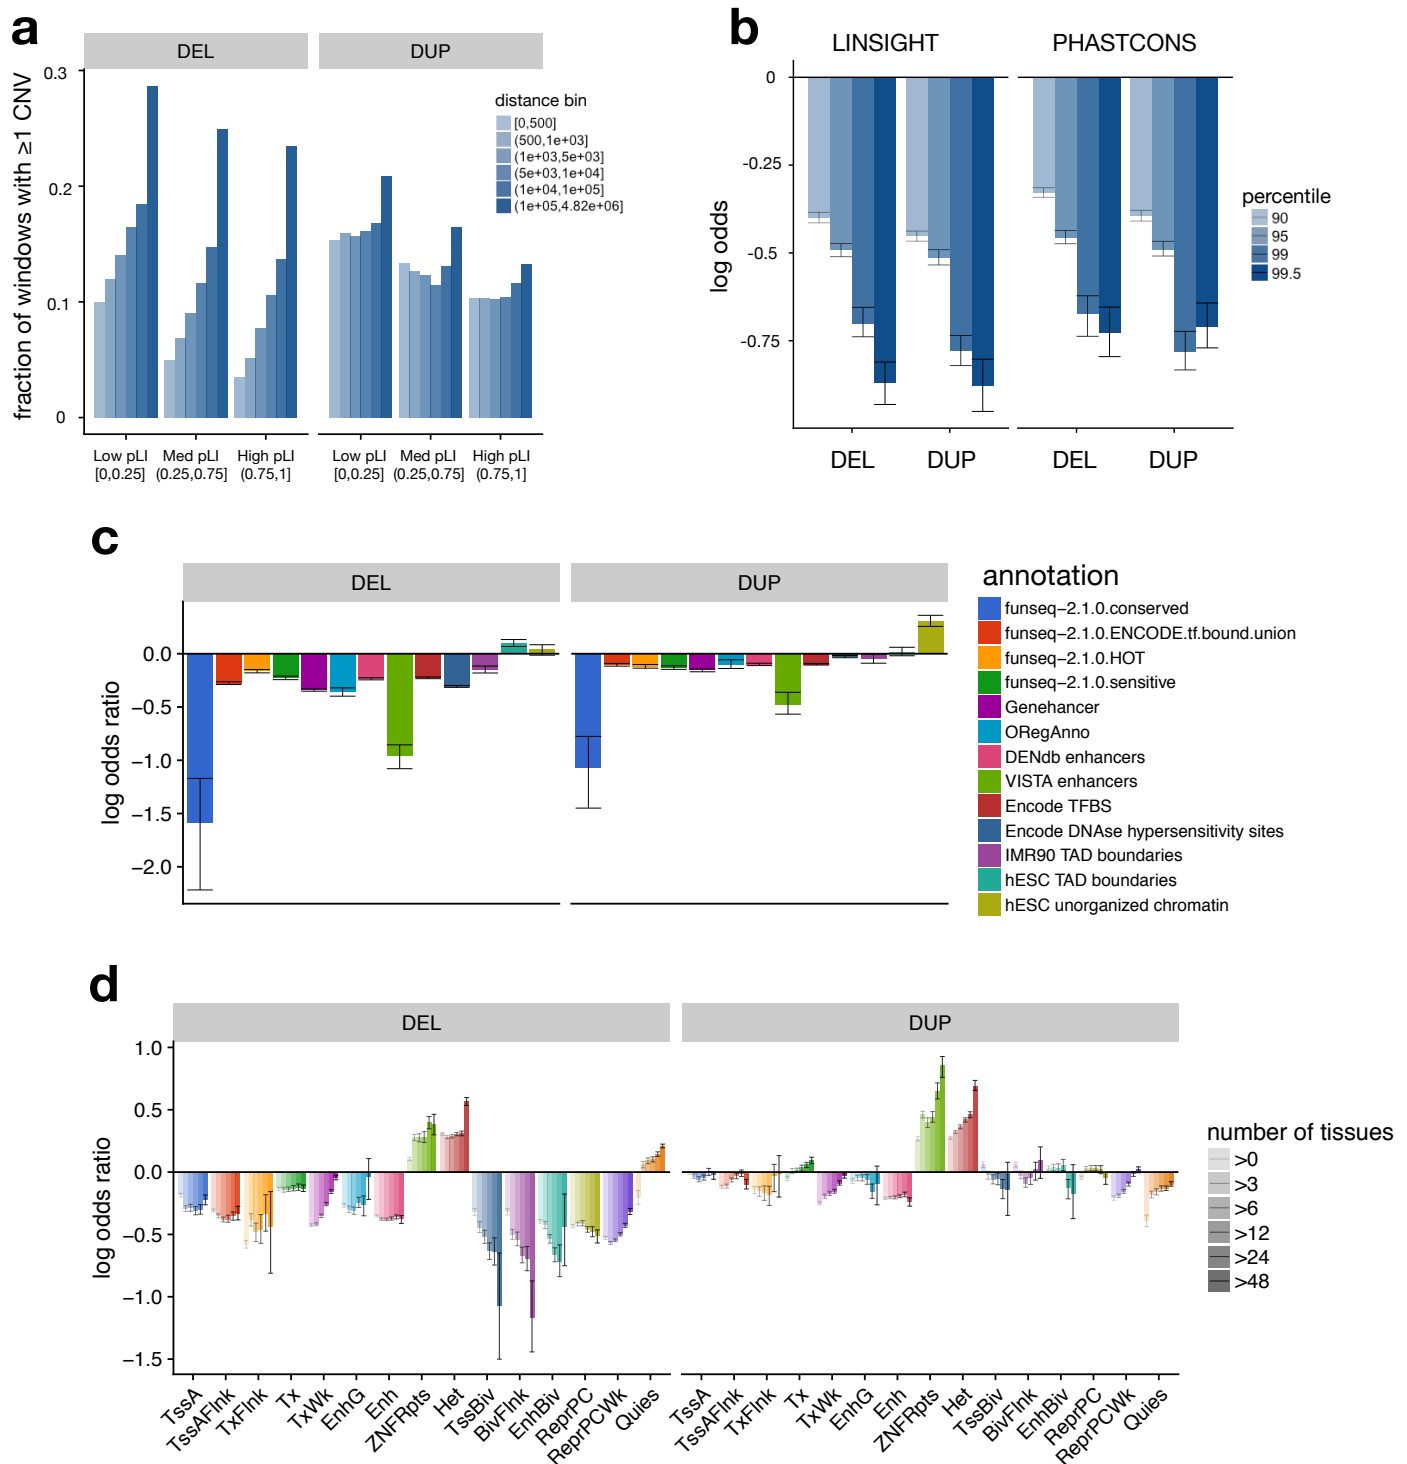 a
DEL
DUP
fraction of windows with ≥1 CNV
0.3
0.2
0.1
0
distance bin
[0,500]
(500,1e+03]
(1e+03,5e+03]
(5e+03,1e+04]
(1e+04,1e+05]
(1e+05,4.82e+06]
Low pLI
[0,0.25]
Med pLI
(0.25,0.75]
High pLI
(0.75,1]
Low pLI
[0,0.25]
Med pLI
(0.25,0.75]
High pLI
(0.75,1]
b
LINSIGHT
PHASTCONS
log odds
0
-0.25
-0.5
-0.75
DEL
DUP
DEL
DUP
percentile
90
95
99
99.5
c
DEL
DUP
log odds ratio
0.0
−0.5
−1.0
−1.5
−2.0
annotation
funseq−2.1.0.conserved
funseq−2.1.0.ENCODE.tf.bound.union
funseq−2.1.0.HOT
funseq−2.1.0.sensitive
Genehancer
ORegAnno
DENdb enhancers
VISTA enhancers
Encode TFBS
Encode DNAse hypersensitivity sites
IMR90 TAD boundaries
hESC TAD boundaries
hESC unorganized chromatin
d
DEL
DUP
log odds ratio
1.0
0.5
0.0
−0.5
−1.0
−1.5
TssA
TssAFlnk
TxFlnk
Tx
TxWk
EnhG
Enh
ZNFRpts
Het
TssBiv
BivFlnk
EnhBiv
ReprPC
ReprPCWk
Quies
TssA
TssAFlnk
TxFlnk
Tx
TxWk
EnhG
Enh
ZNFRpts
Het
TssBiv
BivFlnk
EnhBiv
ReprPC
ReprPCWk
Quies
number of tissues
>0
>3
>6
>12
>24
>48